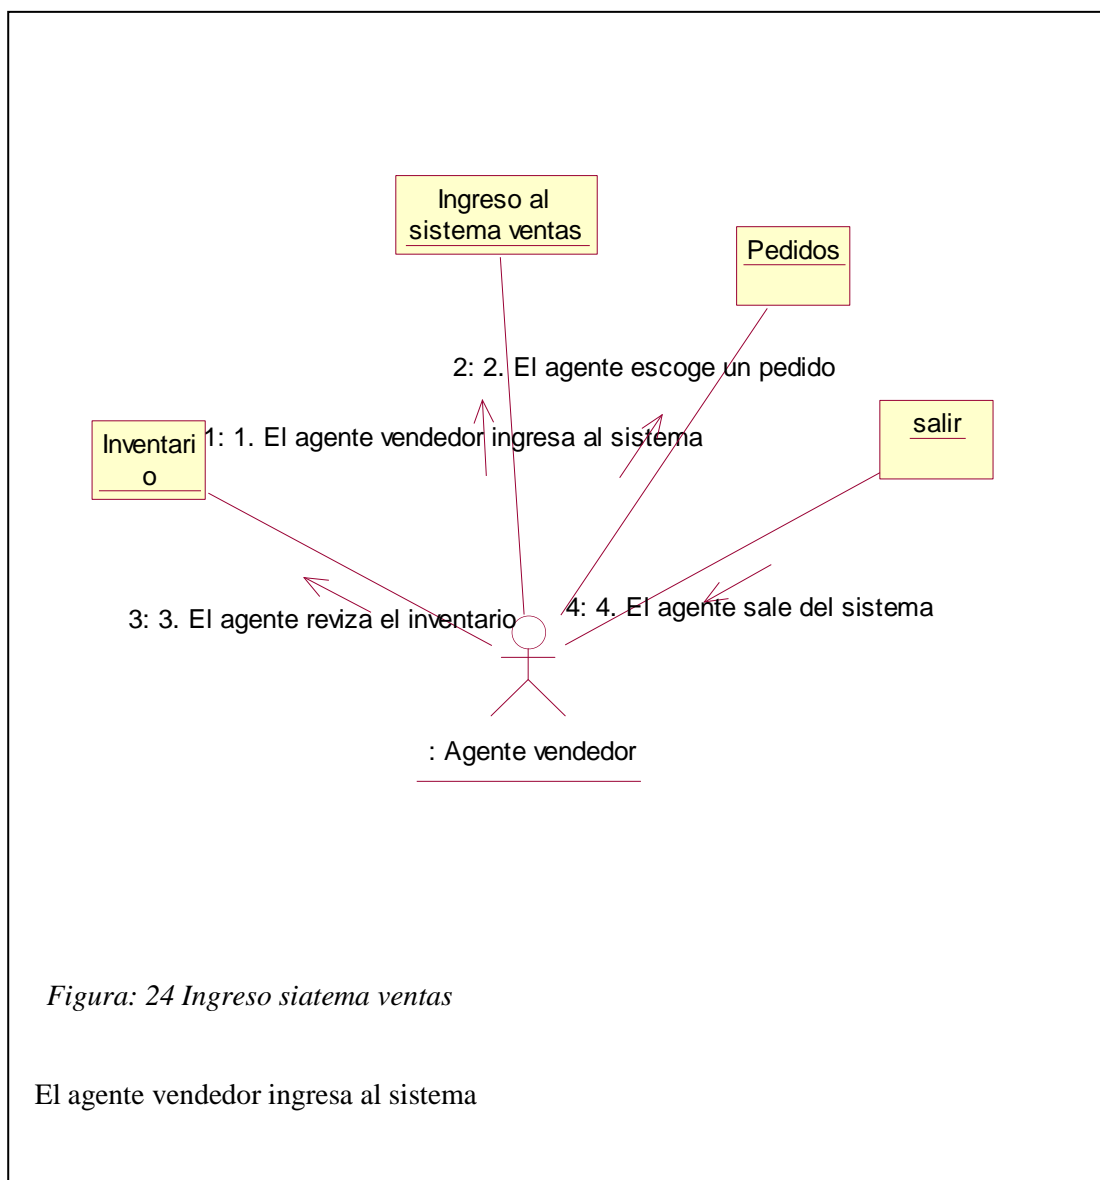 Ingreso al
sistema ventas
Pedidos
2: 2. El agente escoge un pedido
salir
1: 1. El agente vendedor ingresa al sistema
Inventari
o
4: 4. El agente sale del sistema
3: 3. El agente reviza el inventario
: Agente vendedor
Figura: 24 Ingreso siatema ventas
El agente vendedor ingresa al sistema